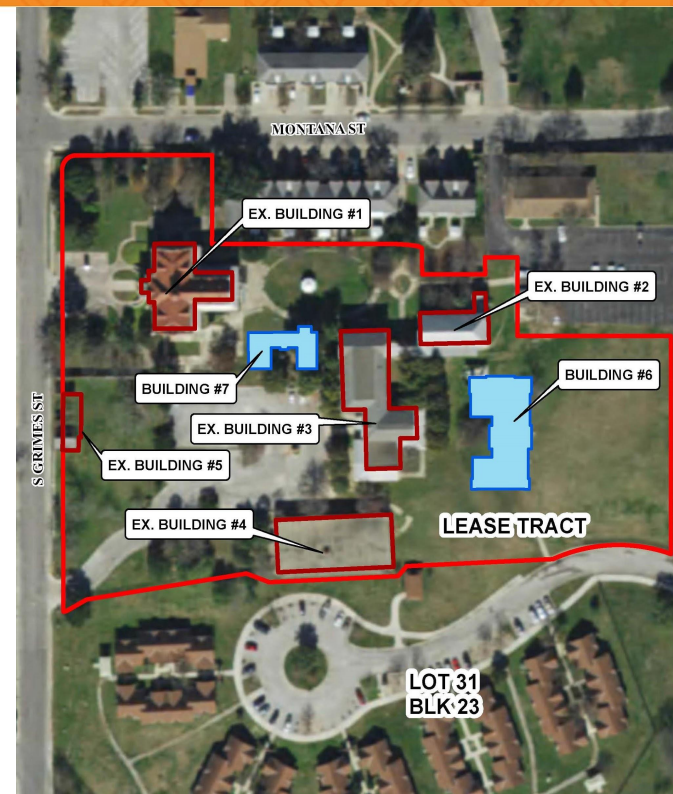 MONTANA ST
EX. BUILDING #1
EX. BUILDING #2
BUILDING #7
BUILDING #6
EX. BUILDING #3
S GRIMES ST
EX. BUILDING #5
EX. BUILDING #4
LEASE TRACT
LOT 31
BLK 23